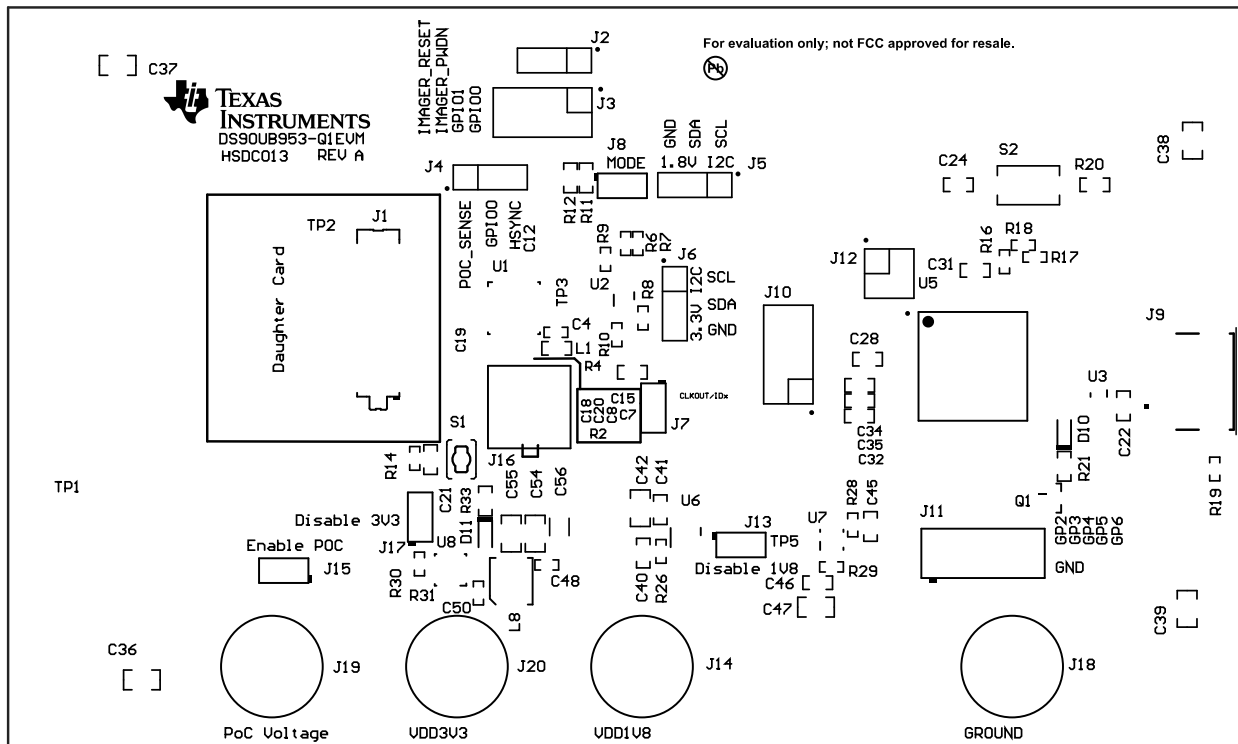 For evaluation only; not FCC approved for resale.
Pb
IMAGER_RESET
IMAGER_PWDN
GPIO1
GPIO0
J2
J3
C37
TEXAS
INSTRUMENTS
DS90UB953-Q1EVM
HSDC013 REV A
J4
J8
MODE
GND
SDA
SCL
1.8V I2C
J5
C24
S2
R20
C38
R12
R11
TP2
J1
Daughter Card
POC_SENSE
GPIO0
HSYNC
C12
R9
R6
R7
U1
TP3
U2
R8
J6
3.3V I2C
SCL
SDA
GND
J10
J12
U5
C31
R16
R18
R17
J9
C19
C4
L1
R10
R4
C18
C20
C8
C15
C7
R2
J7
CLKOUT/IDx
C28
C34
C35
C32
U3
D10
C22
R21
R19
S1
R14
C21
J16
C55
C54
C56
C42
C41
TP1
Disable 3V3
J17
R33
D11
U8
U6
J13
TP5
Disable 1V8
U7
R28
C45
R29
J11
Q1
GP2
GP3
GP4
GP5
GP6
GND
Enable POC
J15
R30
R31
C50
L8
C48
C40
R26
C46
C47
C39
C36
J19
J20
J14
J18
PoC Voltage
VDD3V3
VDD1V8
GROUND